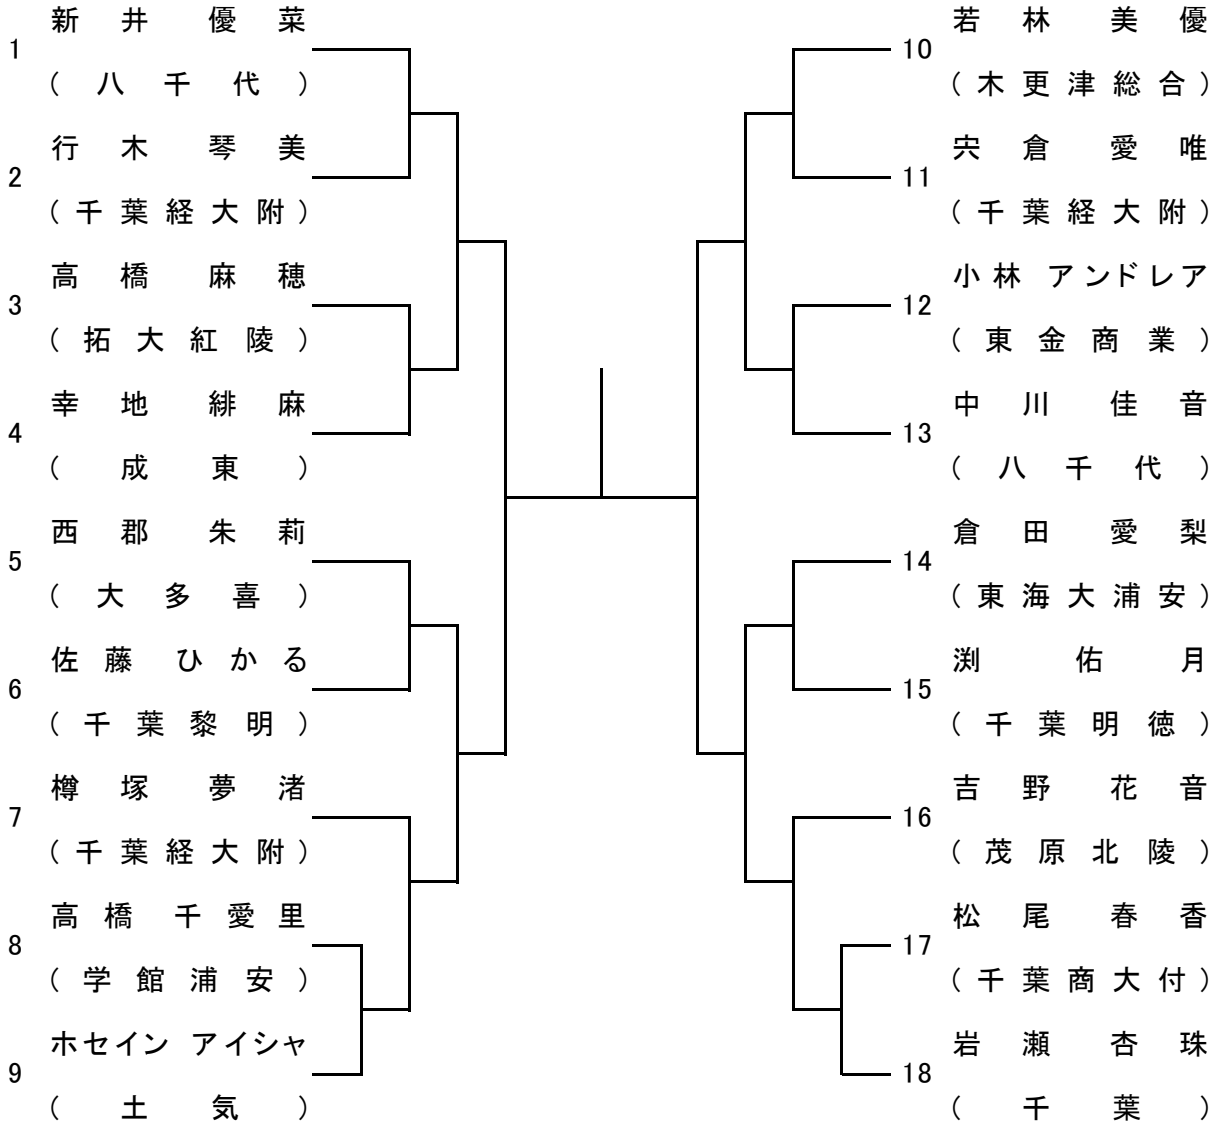 新井 優菜
1
(八千代)
行木 琴美
2
(千葉経大附)
高橋 麻穂
3
(拓大紅陵)
幸地 緋麻
4
(成東)
西郡 朱莉
5
(大多喜)
佐藤 ひかる
6
(千葉黎明)
樽塚 夢渚
7
(千葉経大附)
高橋 千愛里
8
(学館浦安)
ホセイン アイシャ
9
(土気)
若林 美優
10
(木更津総合)
宍倉 愛唯
11
(千葉経大附)
小林 アンドレア
12
(東金商業)
中川 佳音
13
(八千代)
倉田 愛梨
14
(東海大浦安)
渕 佑月
15
(千葉明徳)
吉野 花音
16
(茂原北陵)
松尾 春香
17
(千葉商大付)
岩瀬 杏珠
18
(千葉)